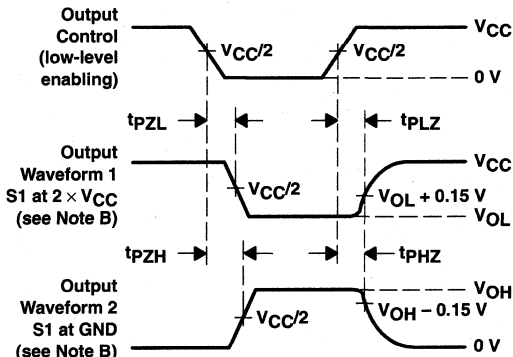 Output
Control
(low-level
enabling)
VCC/2
VCC/2
VCC
0 V
tPZL
tPLZ
Output
Waveform 1
S1 at 2 × VCC
(see Note B)
VCC/2
VCC
VOL + 0.15 V
VOL
tPZH
tPHZ
Output
Waveform 2
S1 at GND
(see Note B)
VCC/2
VOH
VOH − 0.15 V
0 V